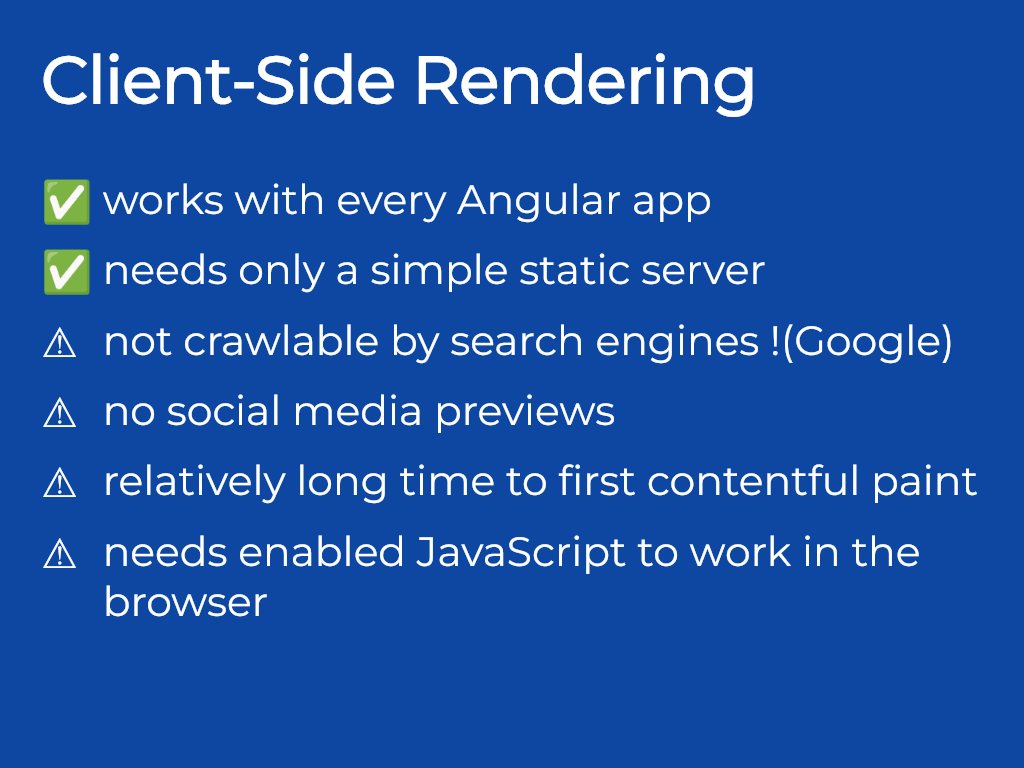 Client-Side Rendering
✅ works with every Angular app
✅ needs only a simple static server
⚠ not crawlable by search engines !(Google)
⚠ no social media previews
⚠ relatively long time to first contentful paint
⚠ needs enabled JavaScript to work in the
browser